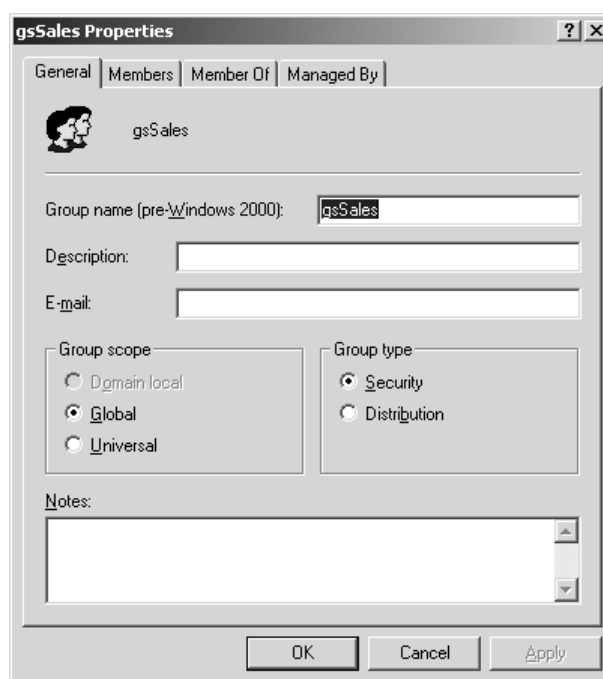 gsSales Properties
General Members Member Of Managed By
gsSales
Group name (pre-Windows 2000): gsSales
Description:
E-mail:
Group scope Group type
Domain local Security
Global Distribution
Universal
Notes:
OK Cancel Apply